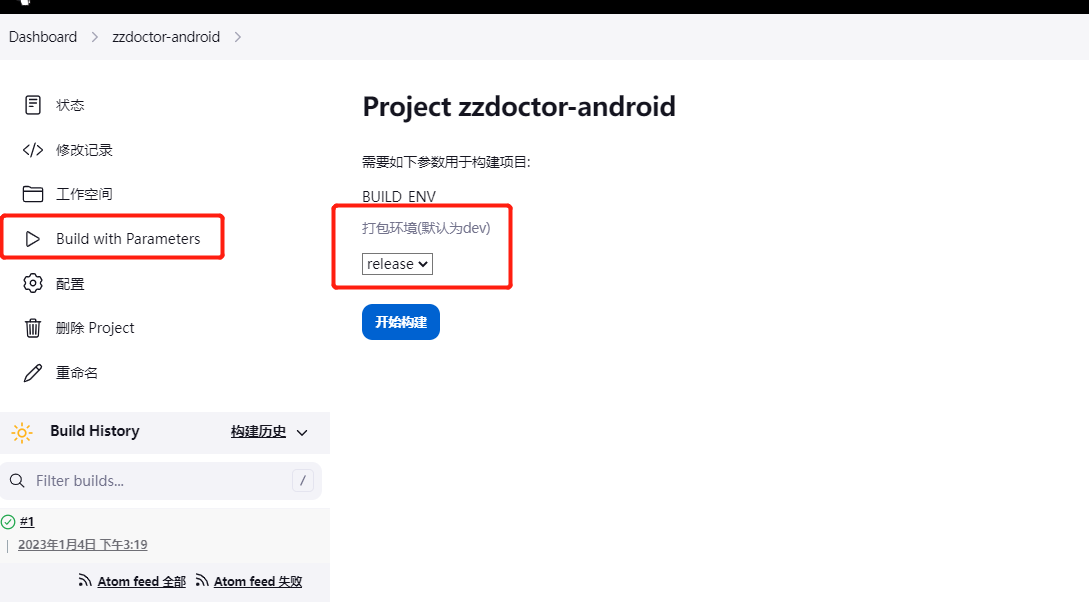 Dashboard > zzdoctor-android >
状态
修改记录
工作空间
Build with Parameters
配置
删除 Project
重命名
Build History 构建历史
Filter builds... /
#1
2023年1月4日 下午3:19
Atom feed 全部 Atom feed 失败
Project zzdoctor-android
需要如下参数用于构建项目:
BUILD_ENV
打包环境(默认为dev)
release
开始构建